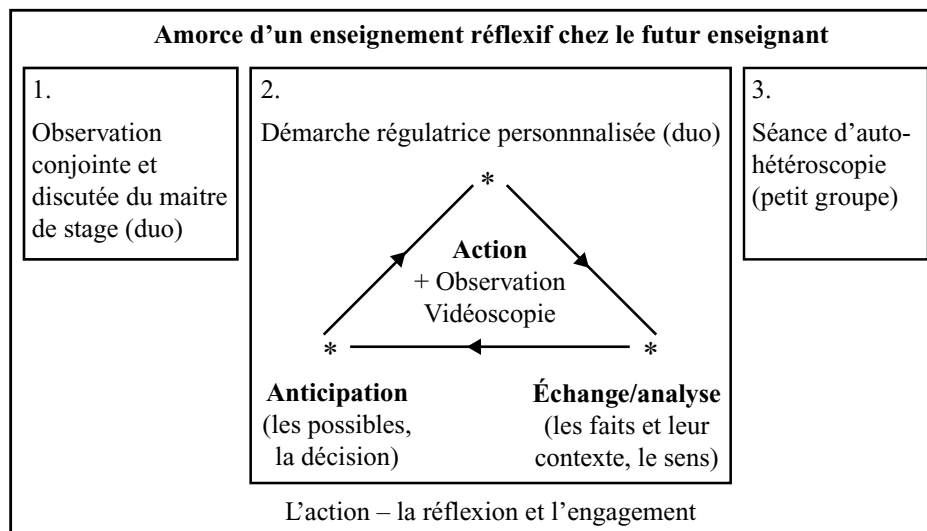 Amorce d’un enseignement réflexif chez le futur enseignant
1.
Observation
conjointe et
discutée du maitre
de stage (duo)
2.
Démarche régulatrice personnnalisée (duo)
*
Action
+ Observation
Vidéoscopie
* *
Anticipation
(les possibles,
la décision)
Échange/analyse
(les faits et leur
contexte, le sens)
3.
Séance d’auto-
hétéroscopie
(petit groupe)
L’action – la réflexion et l’engagement